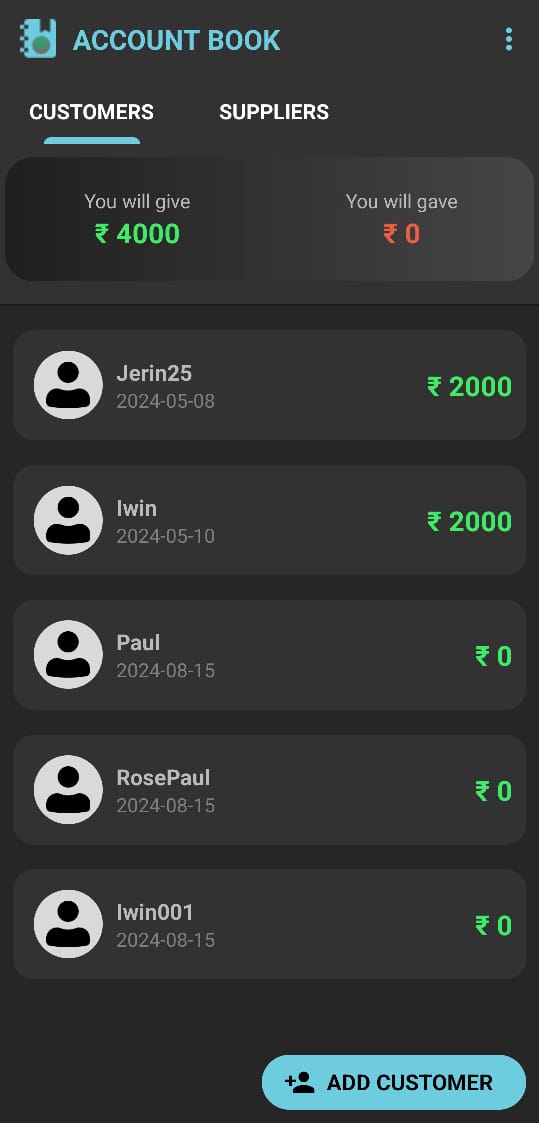 ACCOUNT BOOK
CUSTOMERS SUPPLIERS
You will give You will gave
₹ 4000 ₹ 0
Jerin25
2024-05-08
₹ 2000
Iwin
2024-05-10
₹ 2000
Paul
2024-08-15
₹ 0
RosePaul
2024-08-15
₹ 0
Iwin001
2024-08-15
₹ 0
ADD CUSTOMER